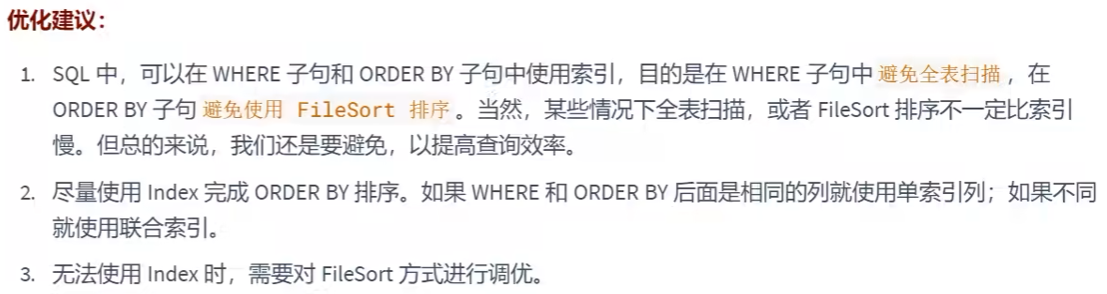 优化建议：
1. SQL 中，可以在 WHERE 子句和 ORDER BY 子句中使用索引，目的是在 WHERE 子句中 避免全表扫描，在
ORDER BY 子句 避免使用 FileSort 排序。当然，某些情况下全表扫描，或者 FileSort 排序不一定比索引
慢。但总的来说，我们还是要避免，以提高查询效率。
2. 尽量使用 Index 完成 ORDER BY 排序。如果 WHERE 和 ORDER BY 后面是相同的列就使用单索引列；如果不同
就使用联合索引。
3. 无法使用 Index 时，需要对 FileSort 方式进行调优。